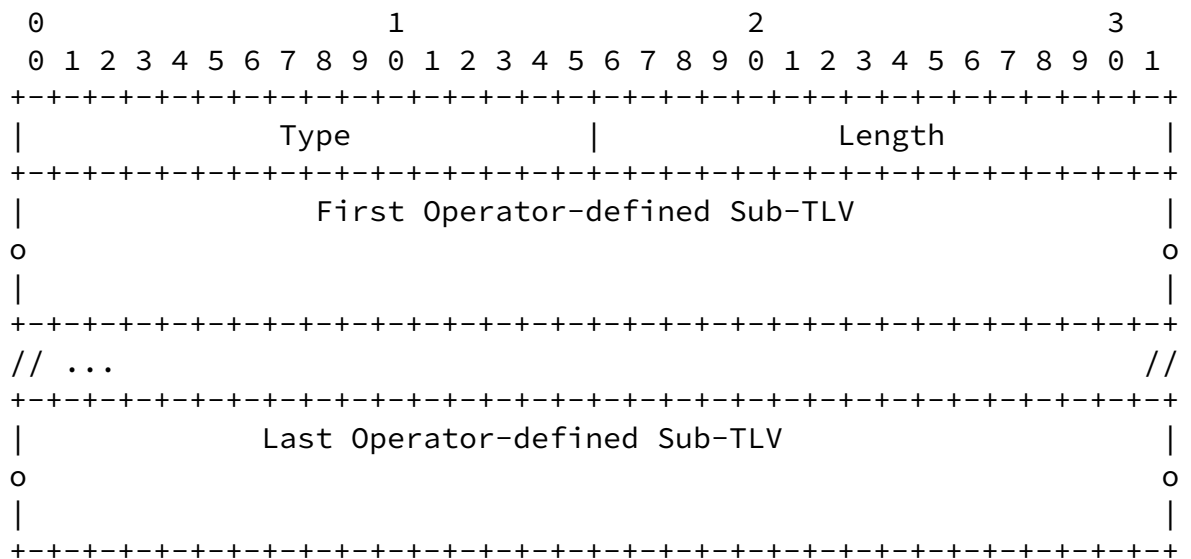 0                   1                   2                   3
 0 1 2 3 4 5 6 7 8 9 0 1 2 3 4 5 6 7 8 9 0 1 2 3 4 5 6 7 8 9 0 1
+-+-+-+-+-+-+-+-+-+-+-+-+-+-+-+-+-+-+-+-+-+-+-+-+-+-+-+-+-+-+-+-+
|              Type             |             Length            |
+-+-+-+-+-+-+-+-+-+-+-+-+-+-+-+-+-+-+-+-+-+-+-+-+-+-+-+-+-+-+-+-+
|                First Operator-defined Sub-TLV                 |
o                                                               o
|                                                               |
+-+-+-+-+-+-+-+-+-+-+-+-+-+-+-+-+-+-+-+-+-+-+-+-+-+-+-+-+-+-+-+-+
// ...                                                         //
+-+-+-+-+-+-+-+-+-+-+-+-+-+-+-+-+-+-+-+-+-+-+-+-+-+-+-+-+-+-+-+-+
|             Last Operator-defined Sub-TLV                     |
o                                                               o
|                                                               |
+-+-+-+-+-+-+-+-+-+-+-+-+-+-+-+-+-+-+-+-+-+-+-+-+-+-+-+-+-+-+-+-+